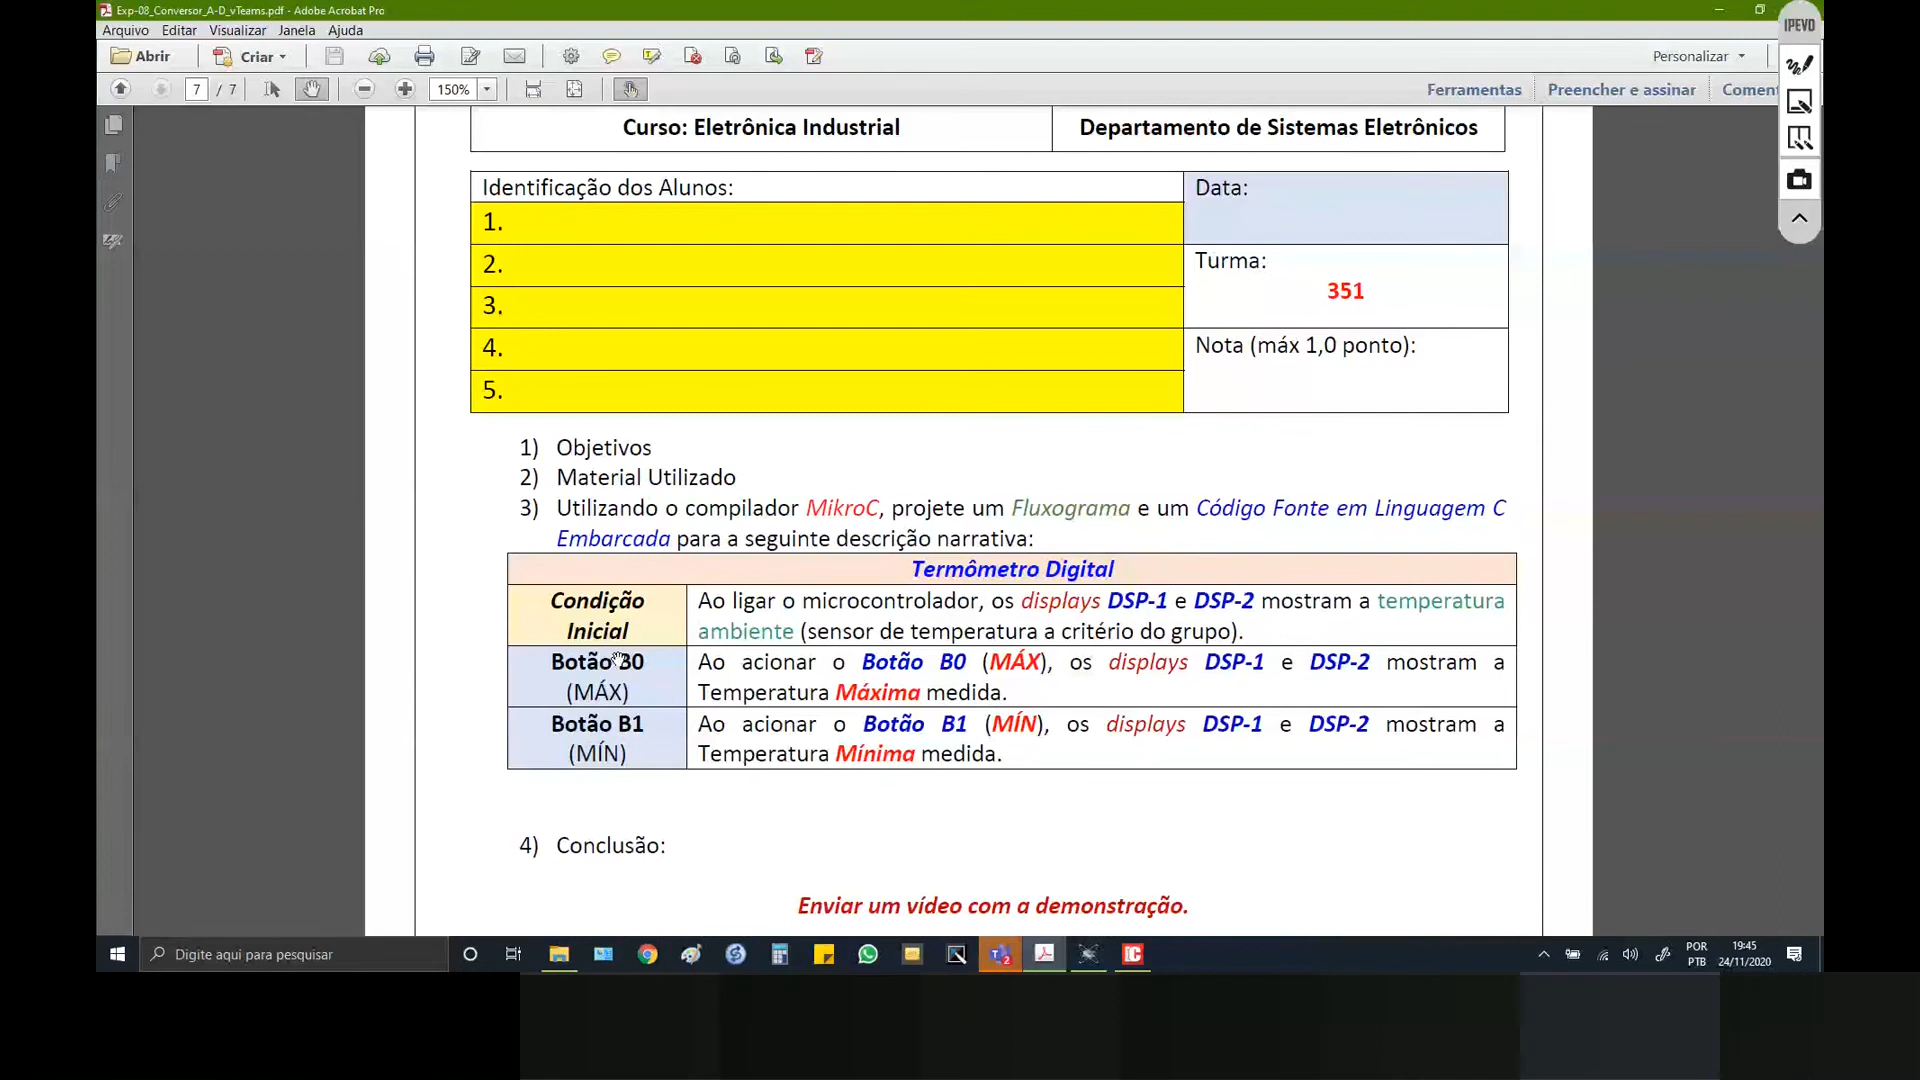 Exp-08_Conversor_A-D_vTeams.pdf - Adobe Acrobat Pro
Arquivo Editar Visualizar Janela Ajuda
IPEVO
Abrir Criar Personalizar
7 / 7 150% Ferramentas Preencher e assinar Coment
Curso: Eletrônica Industrial Departamento de Sistemas Eletrônicos
Identificação dos Alunos: Data:
1.
2. Turma:
351
3.
4. Nota (máx 1,0 ponto):
5.
1) Objetivos
2) Material Utilizado
3) Utilizando o compilador MikroC, projete um Fluxograma e um Código Fonte em Linguagem C
Embarcada para a seguinte descrição narrativa:
Termômetro Digital
Condição Inicial
Ao ligar o microcontrolador, os displays DSP-1 e DSP-2 mostram a temperatura
ambiente (sensor de temperatura a critério do grupo).
Botão B0
(MÁX)
Ao acionar o Botão B0 (MÁX), os displays DSP-1 e DSP-2 mostram a
Temperatura Máxima medida.
Botão B1
(MÍN)
Ao acionar o Botão B1 (MÍN), os displays DSP-1 e DSP-2 mostram a
Temperatura Mínima medida.
4) Conclusão:
Enviar um vídeo com a demonstração.
Digite aqui para pesquisar
POR
PTB
19:45
24/11/2020